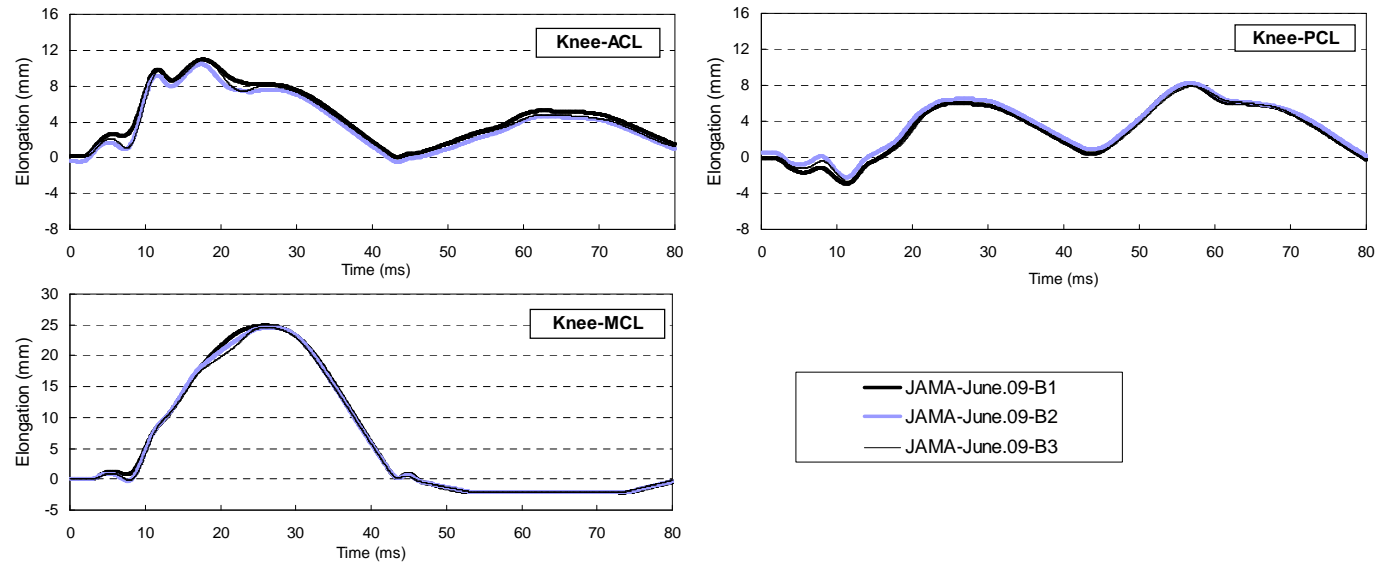 16
12
8
4
0
-4
-8
Elongation (mm)
Knee-ACL
0 10 20 30 40 50 60 70 80
Time (ms)
16
12
8
4
0
-4
-8
Elongation (mm)
Knee-PCL
0 10 20 30 40 50 60 70 80
Time (ms)
30
25
20
15
10
5
0
-5
Elongation (mm)
Knee-MCL
0 10 20 30 40 50 60 70 80
Time (ms)
JAMA-June.09-B1
JAMA-June.09-B2
JAMA-June.09-B3